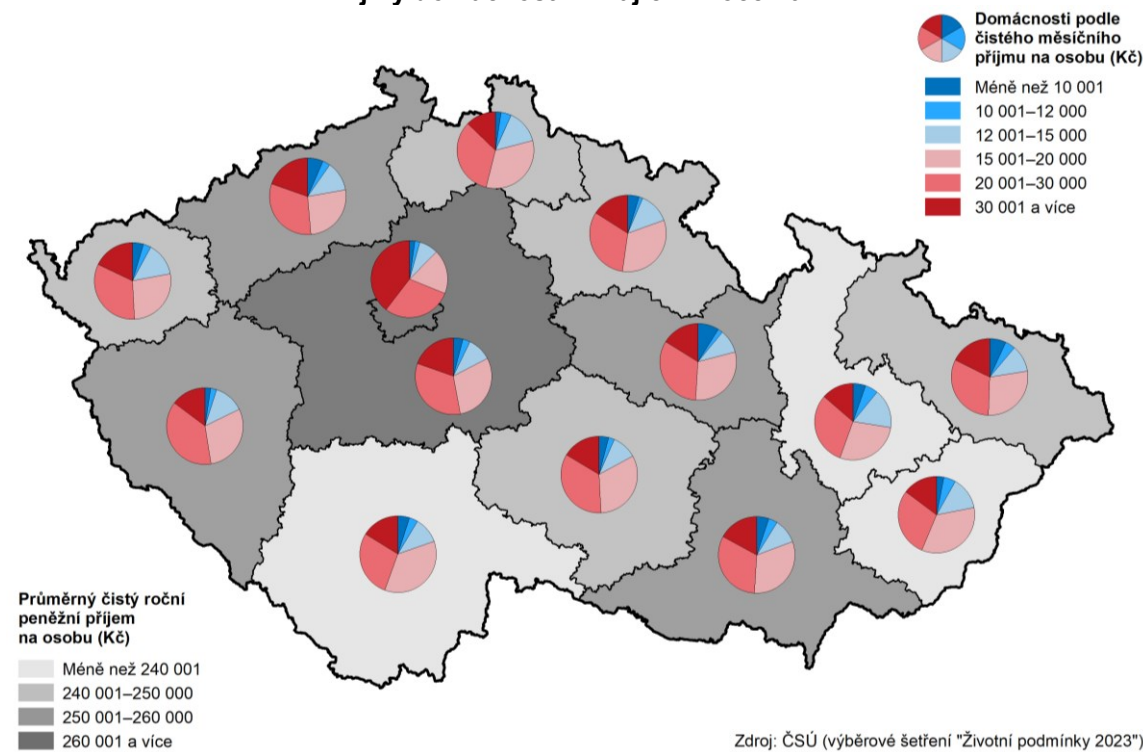 Domácnosti podle
čistého měsíčního
příjmu na osobu (Kč)
Méně než 10 001
10 001–12 000
12 001–15 000
15 001–20 000
20 001–30 000
30 001 a více
Průměrný čistý roční
peněžní příjem
na osobu (Kč)
Méně než 240 001
240 001–250 000
250 001–260 000
260 001 a více
Zdroj: ČSÚ (výběrové šetření "Životní podmínky 2023")